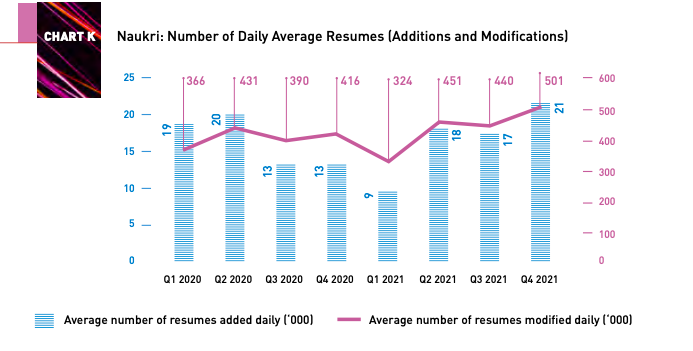 CHART K
Naukri: Number of Daily Average Resumes (Additions and Modifications)
25
20
15
10
5
0
366
431
390
416
324
451
440
501
19
20
13
13
9
18
17
21
600
500
400
300
200
100
0
Q1 2020
Q2 2020
Q3 2020
Q4 2020
Q1 2021
Q2 2021
Q3 2021
Q4 2021
Average number of resumes added daily (‘000)
Average number of resumes modified daily (‘000)